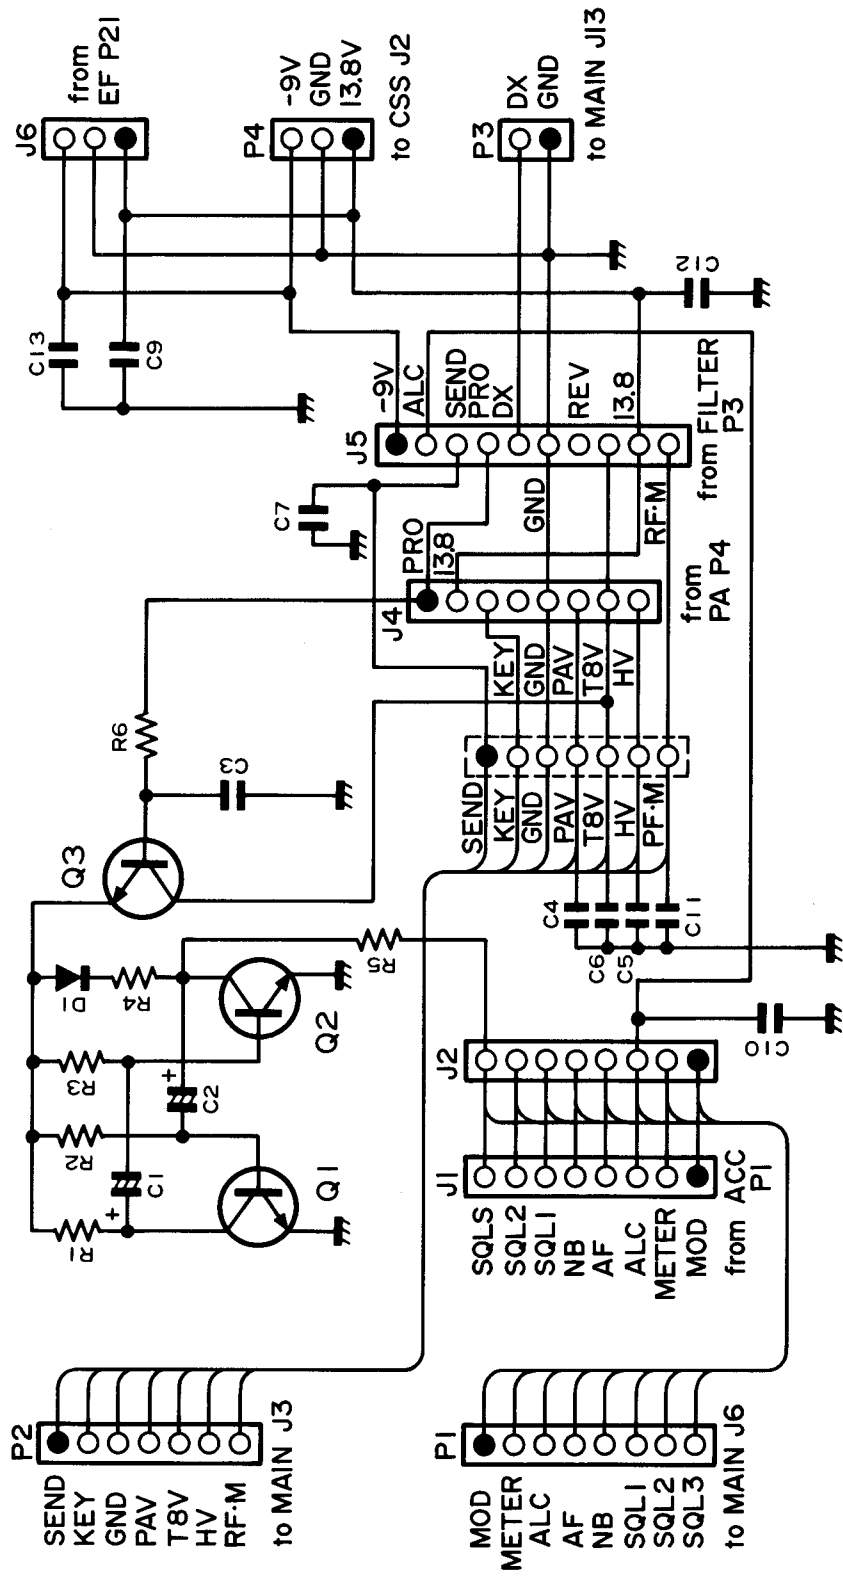 P2
SEND
KEY
GND
PAV
T8V
HV
RF·M
to MAIN J3
P1
MOD
METER
ALC
AF
NB
SQL1
SQL2
SQL3
to MAIN J6
R1
R2
R3
D1
R4
C1
C2
Q1
Q2
R5
Q3
C3
R6
J1
SQLS
SQL2
SQL1
NB
AF
ALC
METER
MOD
from ACC
P1
J2
C10
C4
C6
C5
C11
SEND
KEY
GND
PAV
T8V
HV
PF·M
KEY
GND
PAV
T8V
HV
J4
from
PA P4
PRO
13.8
GND
RF·M
C7
J5
-9V
ALC
SEND
PRO
DX
REV
13.8
from FILTER
P3
C13
C9
C12
J6
from
EF P21
P4
-9V
GND
13.8V
to CSS J2
P3
DX
GND
to MAIN J13